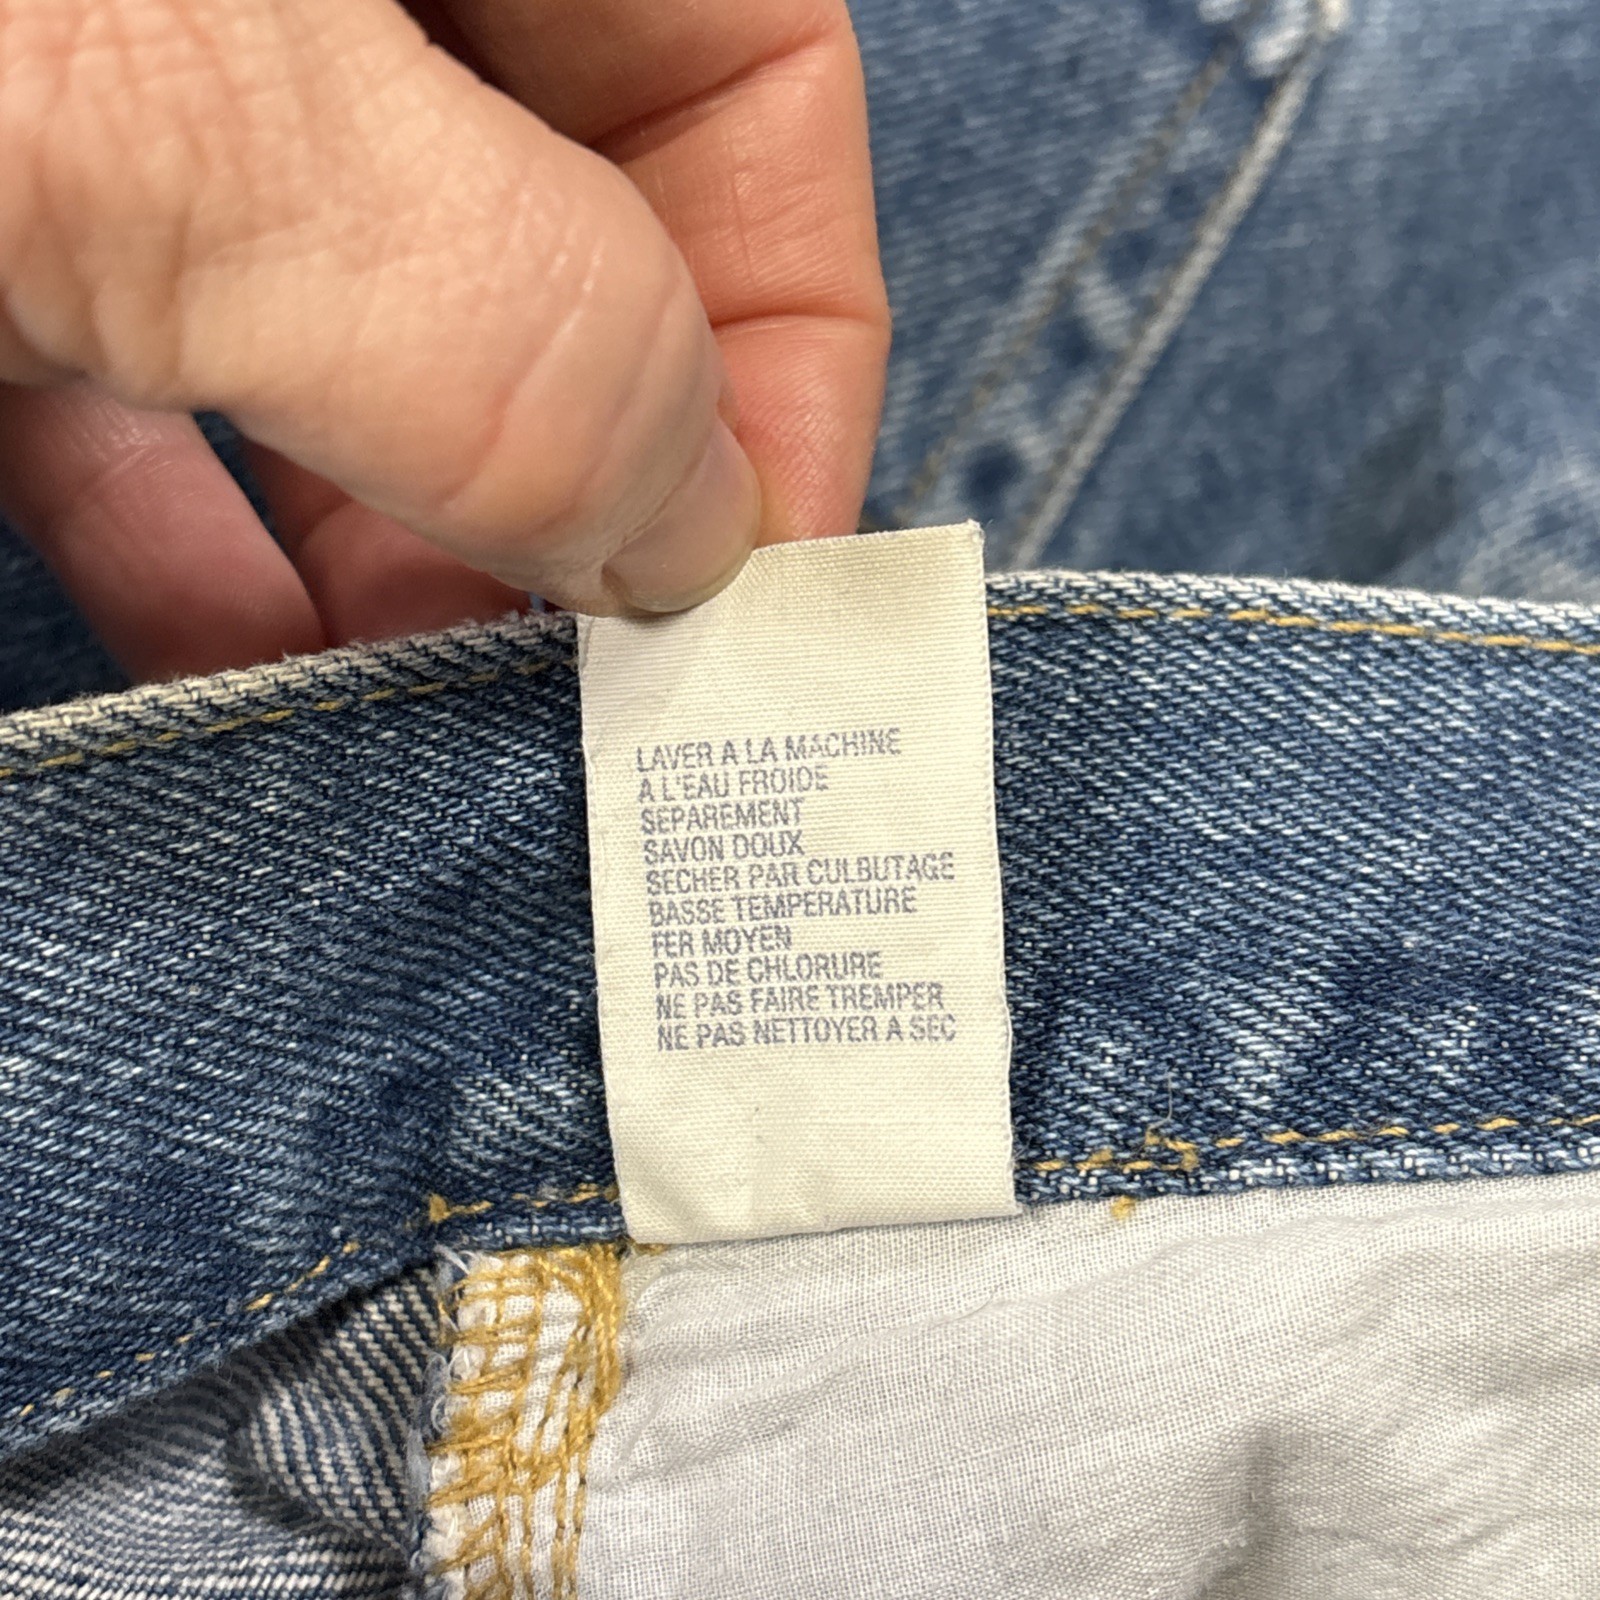 LAVER A LA MACHINE
A L'EAU FROIDE
SEPAREMENT
SAVON DOUX
SECHER PAR CULBUTAGE
BASSE TEMPERATURE
FER MOYEN
PAS DE CHLORURE
NE PAS FAIRE TREMPER
NE PAS NETTOYER A SEC